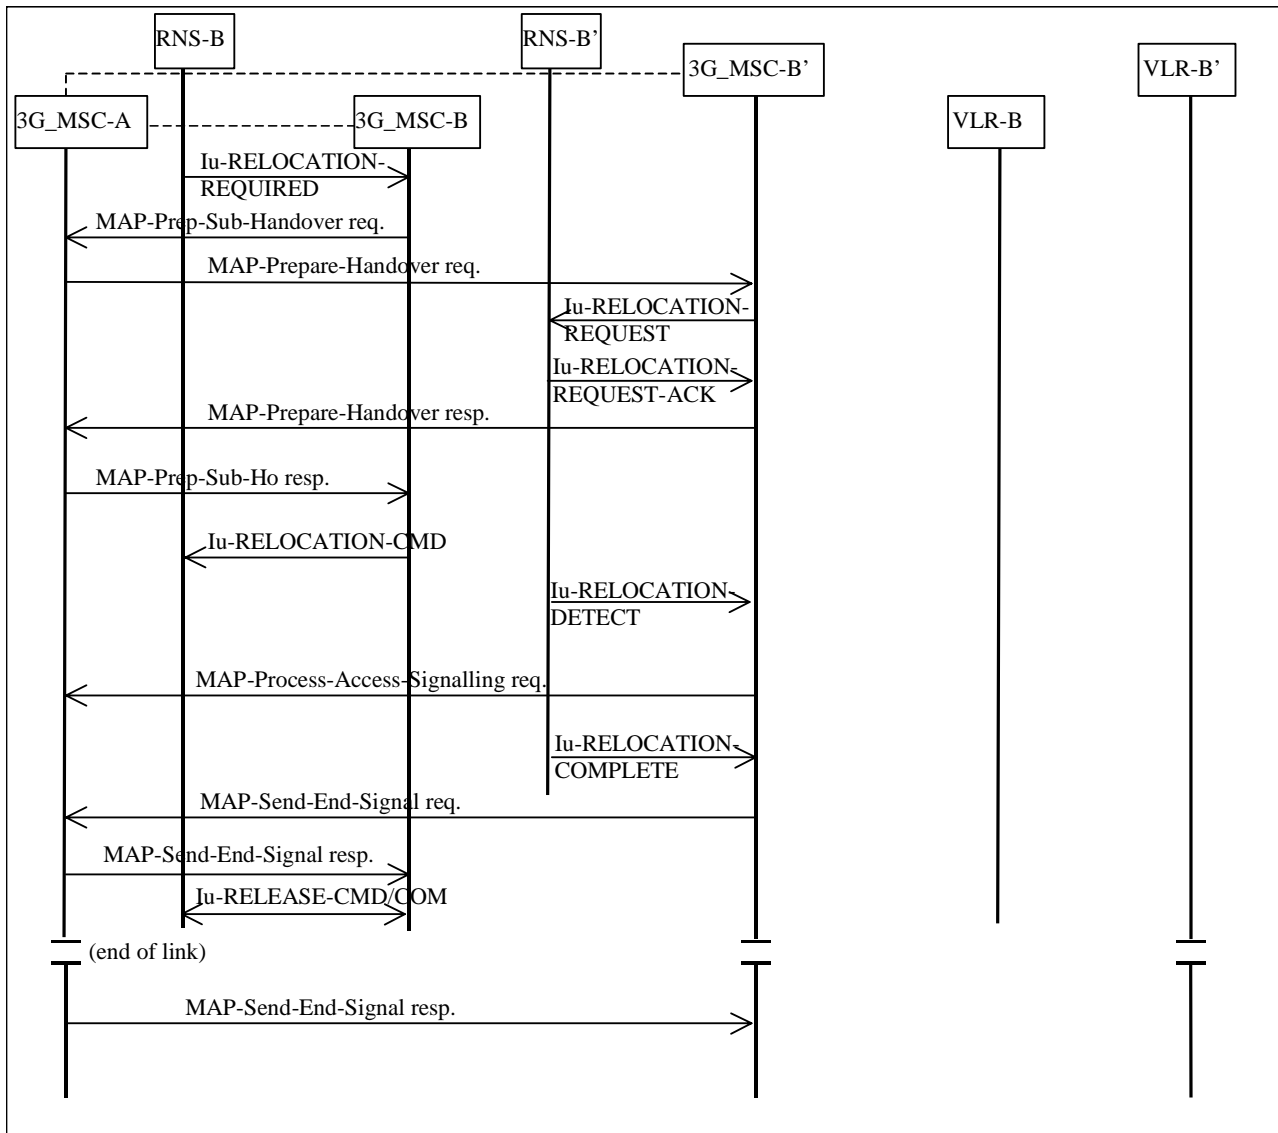 RNS-B
RNS-B’
3G_MSC-B’
VLR-B’
3G_MSC-A
3G_MSC-B
VLR-B
Iu-RELOCATION-
REQUIRED
MAP-Prep-Sub-Handover req.
MAP-Prepare-Handover req.
Iu-RELOCATION-
REQUEST
Iu-RELOCATION-
REQUEST-ACK
MAP-Prepare-Handover resp.
MAP-Prep-Sub-Ho resp.
Iu-RELOCATION-CMD
Iu-RELOCATION-
DETECT
MAP-Process-Access-Signalling req.
Iu-RELOCATION-
COMPLETE
MAP-Send-End-Signal req.
MAP-Send-End-Signal resp.
Iu-RELEASE-CMD/COM
(end of link)
MAP-Send-End-Signal resp.